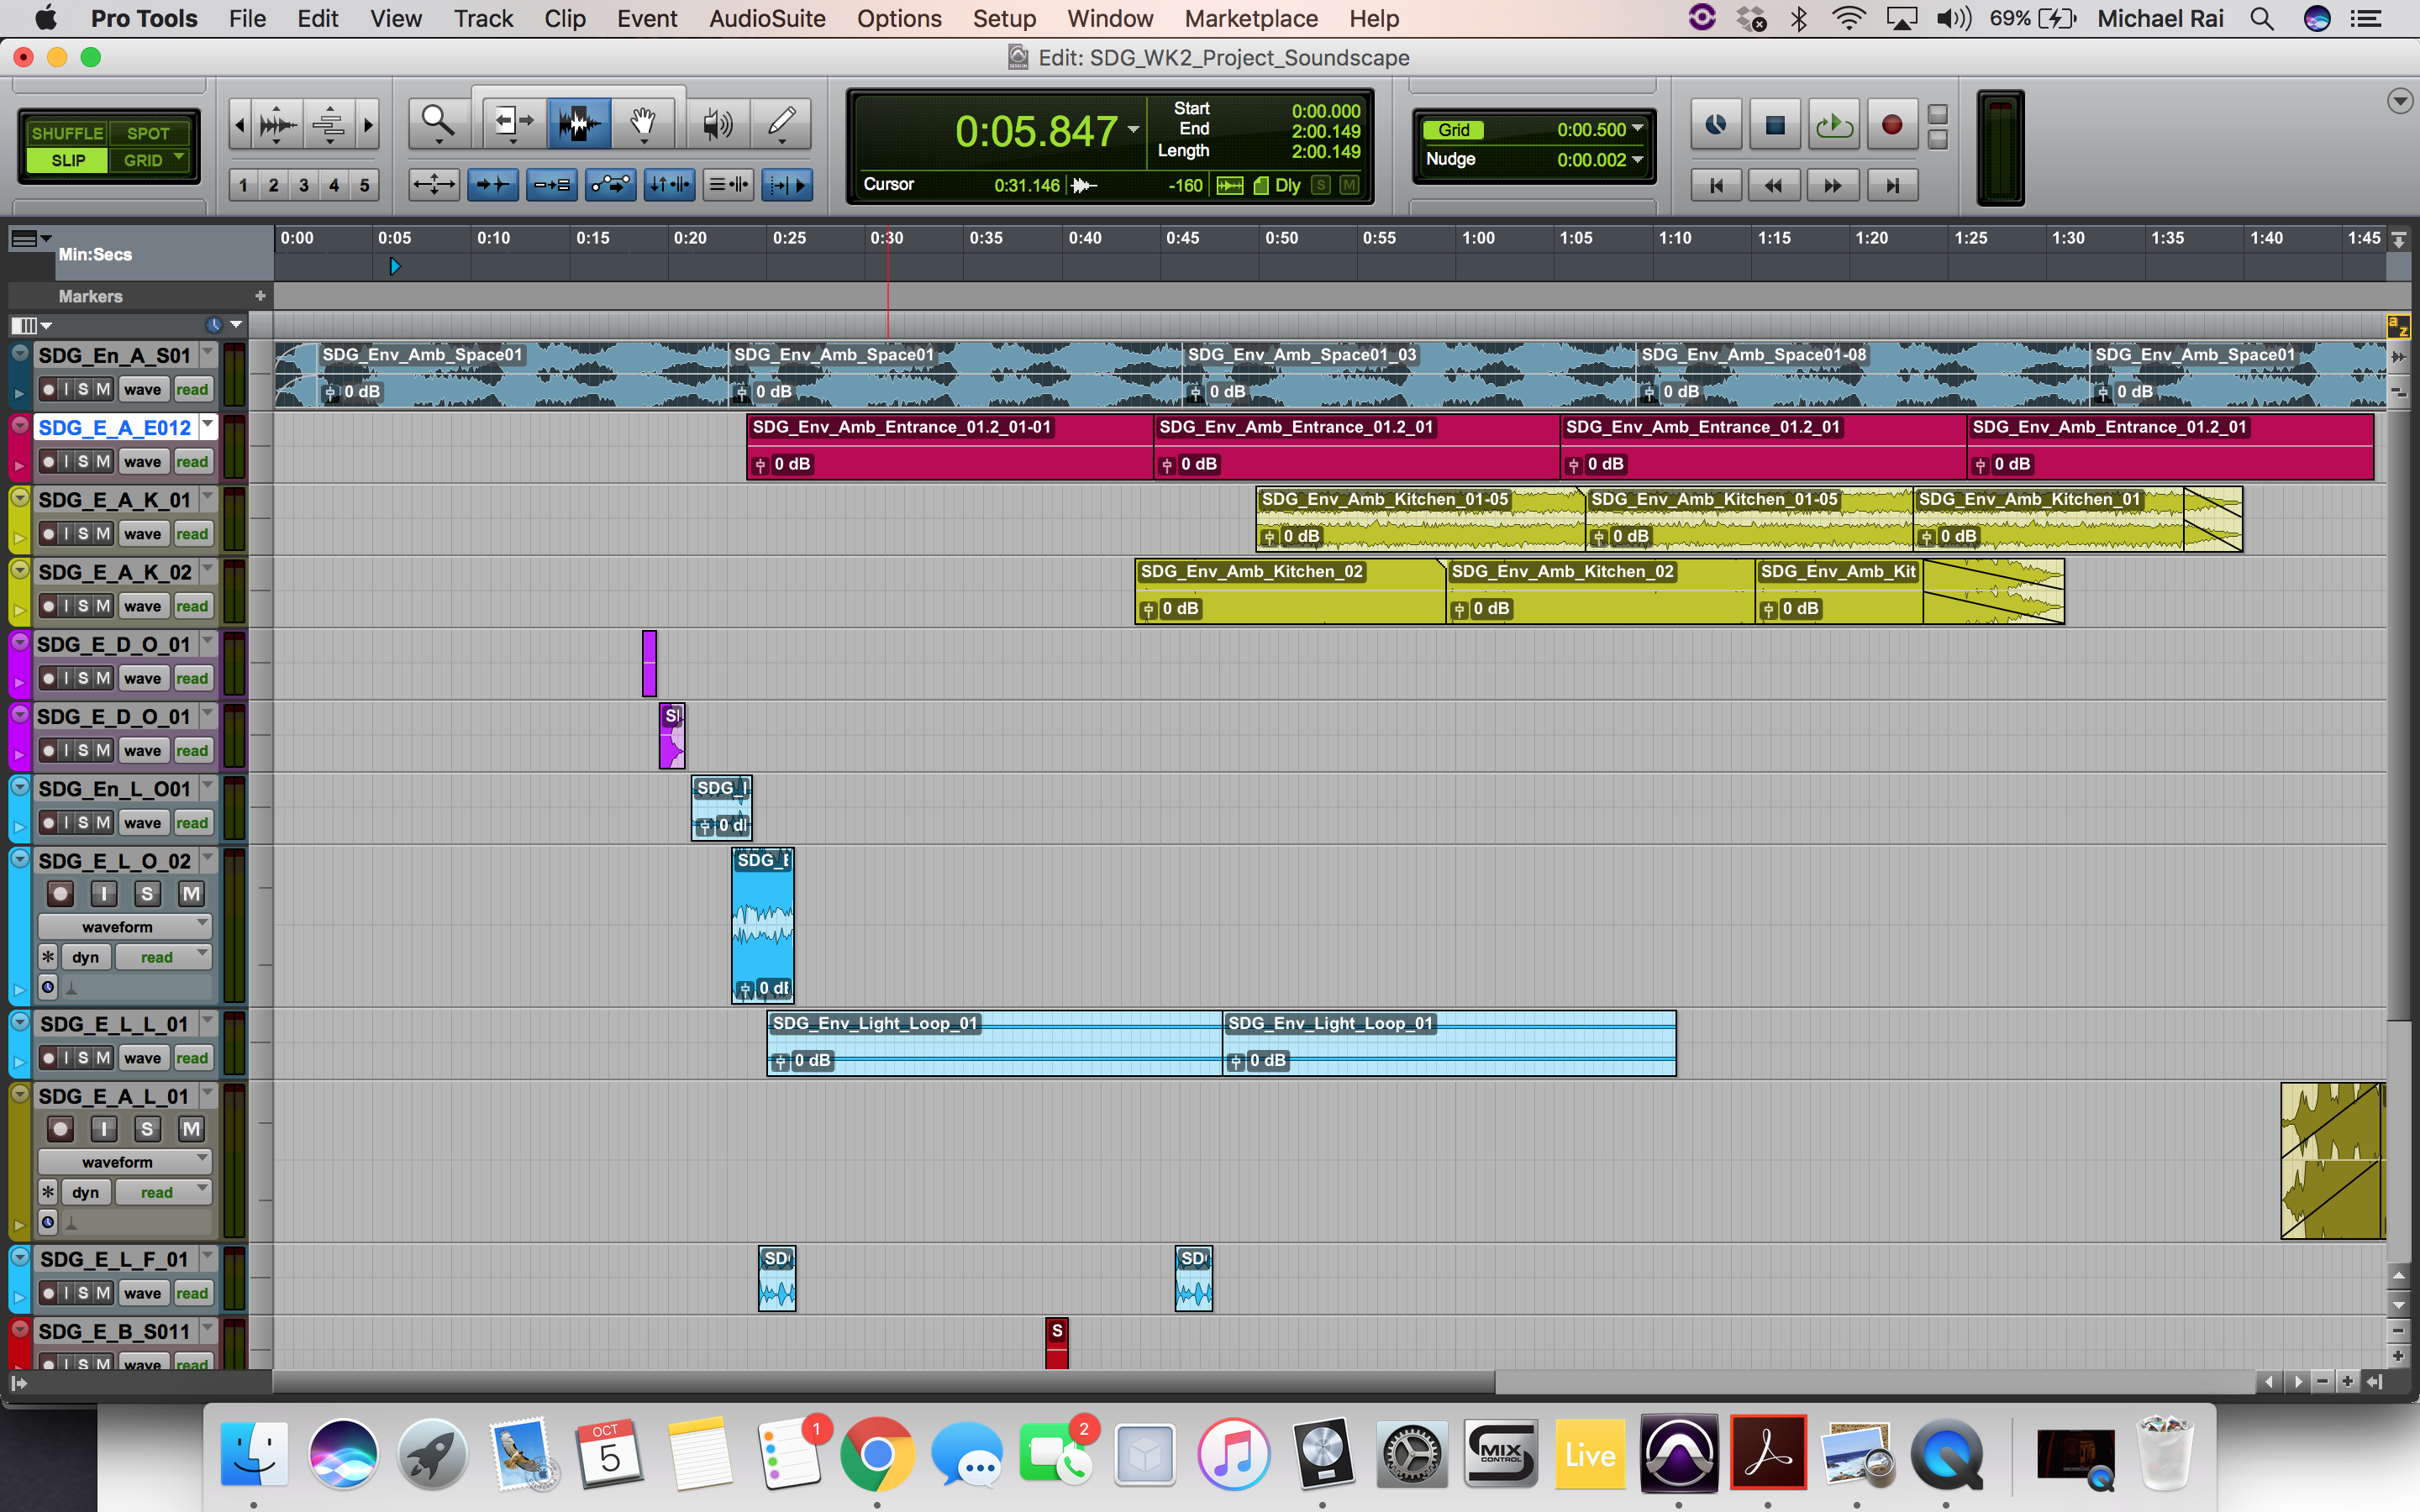 Pro Tools File Edit View Track Clip Event AudioSuite Options Setup Window Marketplace Help 69% Michael Rai
Edit: SDG_WK2_Project_Soundscape
SHUFFLE SPOT
SLIP GRID
1 2 3 4 5
0:05.847
Start 0:00.000
End 2:00.149
Length 2:00.149
Cursor 0:31.146 -160 Dly S M
Grid 0:00.500
Nudge 0:00.002
Min:Secs
0:00 0:05 0:10 0:15 0:20 0:25 0:30 0:35 0:40 0:45 0:50 0:55 1:00 1:05 1:10 1:15 1:20 1:25 1:30 1:35 1:40 1:45
Markers
a z
SDG_En_A_S01 SDG_Env_Amb_Space01 SDG_Env_Amb_Space01 SDG_Env_Amb_Space01_03 SDG_Env_Amb_Space01-08 SDG_Env_Amb_Space01
I S M wave read 0 dB 0 dB 0 dB 0 dB 0 dB
SDG_E_A_E012 SDG_Env_Amb_Entrance_01.2_01-01 SDG_Env_Amb_Entrance_01.2_01 SDG_Env_Amb_Entrance_01.2_01 SDG_Env_Amb_Entrance_01.2_01
I S M wave read 0 dB 0 dB 0 dB 0 dB
SDG_E_A_K_01 SDG_Env_Amb_Kitchen_01-05 SDG_Env_Amb_Kitchen_01-05 SDG_Env_Amb_Kitchen_01
I S M wave read 0 dB 0 dB 0 dB
SDG_E_A_K_02 SDG_Env_Amb_Kitchen_02 SDG_Env_Amb_Kitchen_02 SDG_Env_Amb_Kit
I S M wave read 0 dB 0 dB 0 dB
SDG_E_D_O_01
I S M wave read
SDG_E_D_O_01 S
I S M wave read
SDG_En_L_O01 SDG_
I S M wave read 0 d
SDG_E_L_O_02 SDG_E
I S M
waveform
dyn read
0 dB
SDG_E_L_L_01 SDG_Env_Light_Loop_01 SDG_Env_Light_Loop_01
I S M wave read 0 dB 0 dB
SDG_E_A_L_01
I S M
waveform
dyn read
SDG_E_L_F_01 SD SD
I S M wave read
SDG_E_B_S011 S
I S M wave read
OCT
5
1
2
MIX
CONTROL
Live